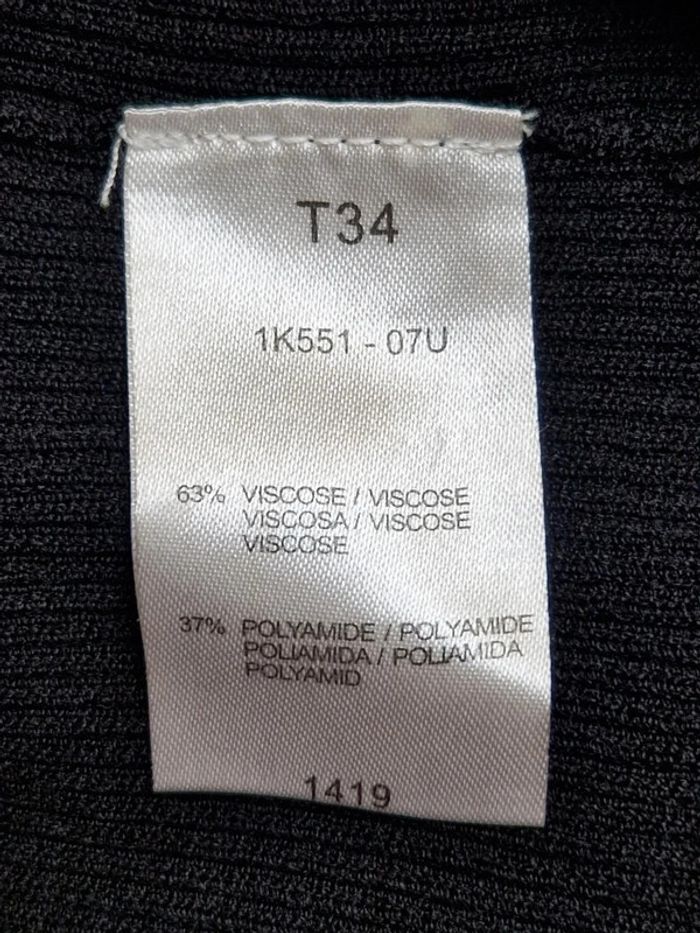 T34
1K551 - 07U
63% VISCOSE / VISCOSE
VISCOSA / VISCOSE
VISCOSE
37% POLYAMIDE / POLYAMIDE
POLIAMIDA / POLIAMIDA
POLYAMID
1419